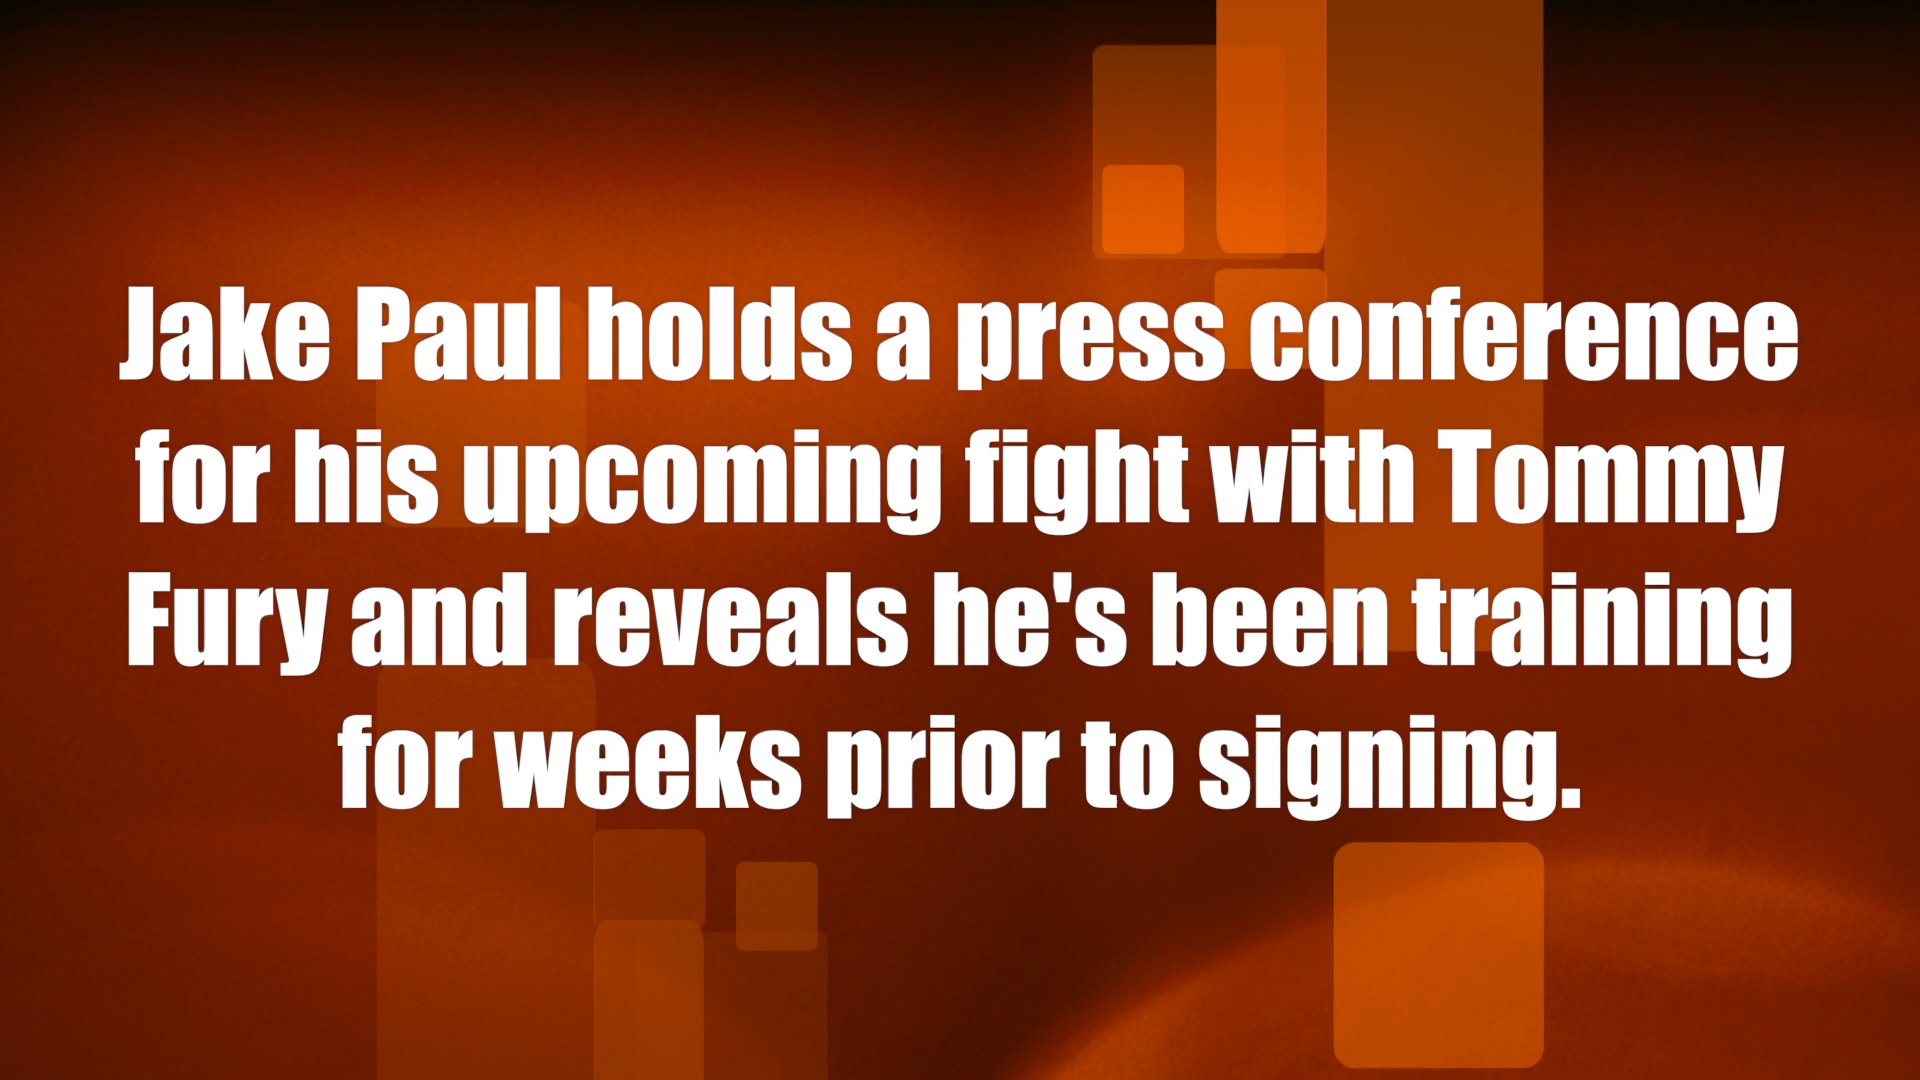 Jake Paul holds a press conference
for his upcoming fight with Tommy
Fury and reveals he's been training
for weeks prior to signing.